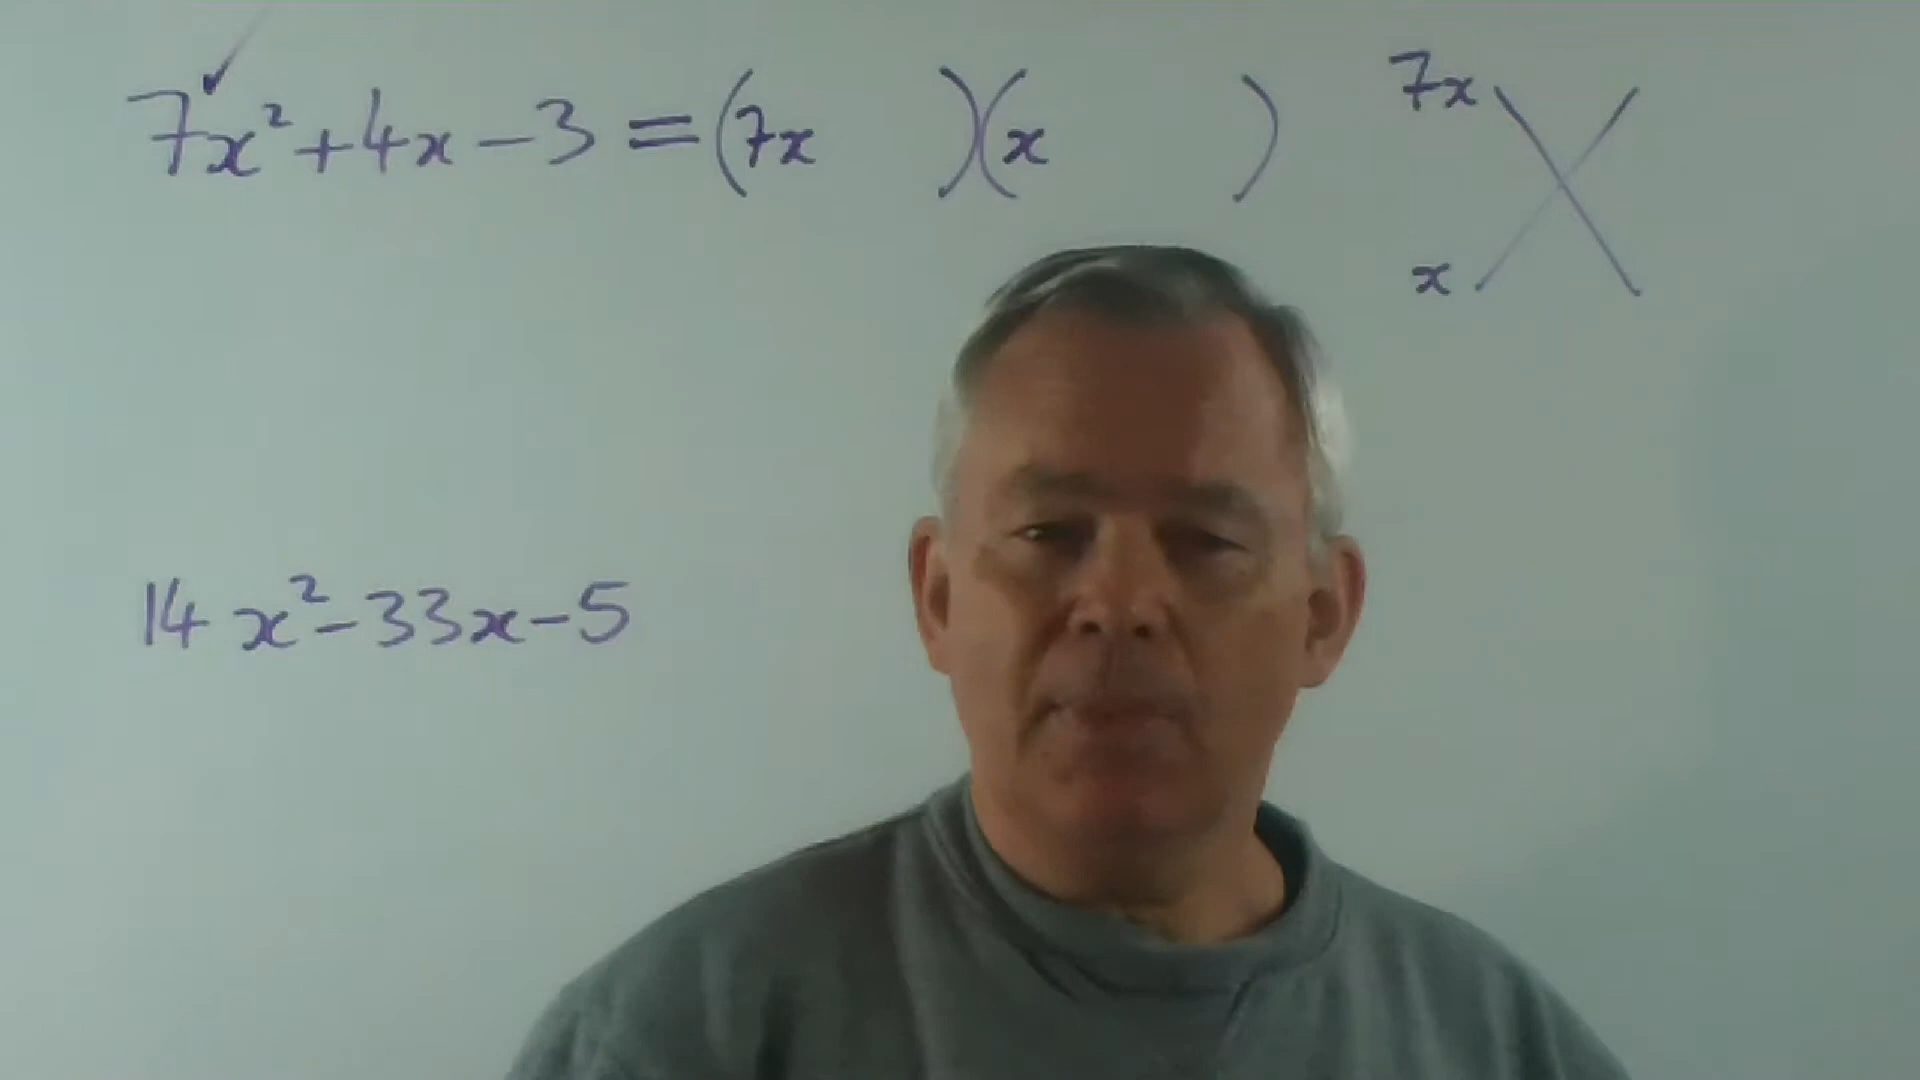 7x² + 4x − 3 = (7x )(x )
7x
x
14x² − 33x − 5